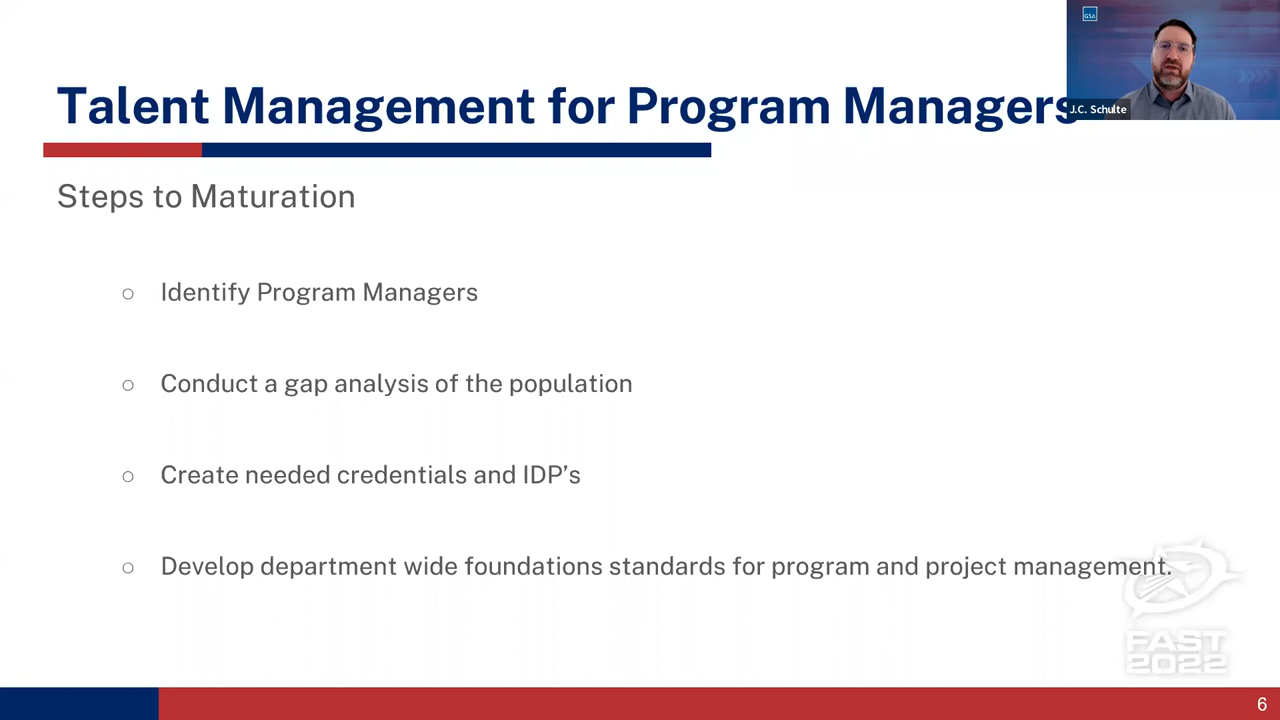 GSA
Talent Management for Program Managers
J.C. Schulte
Steps to Maturation
○ Identify Program Managers
○ Conduct a gap analysis of the population
○ Create needed credentials and IDP’s
○ Develop department wide foundations standards for program and project management.
FAST
2022
6